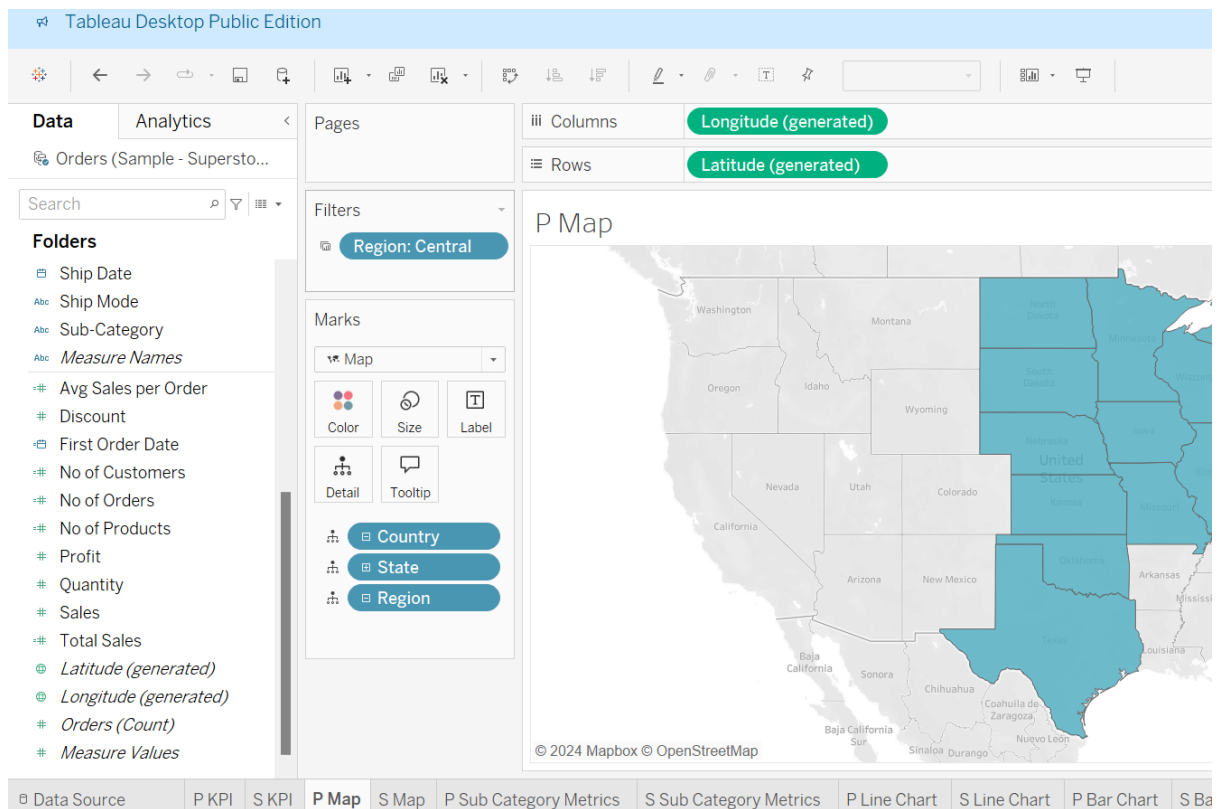 Tableau Desktop Public Edition
Data
Analytics
Orders (Sample - Supersto...
Search
Folders
Ship Date
Abc Ship Mode
Abc Sub-Category
Abc Measure Names
=# Avg Sales per Order
# Discount
First Order Date
=# No of Customers
=# No of Orders
=# No of Products
# Profit
# Quantity
# Sales
=# Total Sales
Latitude (generated)
Longitude (generated)
# Orders (Count)
# Measure Values
Pages
Filters
Region: Central
Marks
Map
Color
Size
T
Label
Detail
Tooltip
Country
State
Region
iii Columns
Longitude (generated)
Rows
Latitude (generated)
P Map
Washington
Montana
North
Dakota
Minnesota
Oregon
Idaho
South
Dakota
Wyoming
Iowa
Nebraska
United
States
Nevada
Utah
Colorado
Kansas
Missouri
California
Arizona
New Mexico
Oklahoma
Arkansas
Texas
Louisiana
Baja
California
Sonora
Chihuahua
Coahuila de
Zaragoza
Baja California
Sur
Sinaloa
Durango
Nuevo León
© 2024 Mapbox © OpenStreetMap
Data Source
P KPI
S KPI
P Map
S Map
P Sub Category Metrics
S Sub Category Metrics
P Line Chart
S Line Chart
P Bar Chart
S Ba